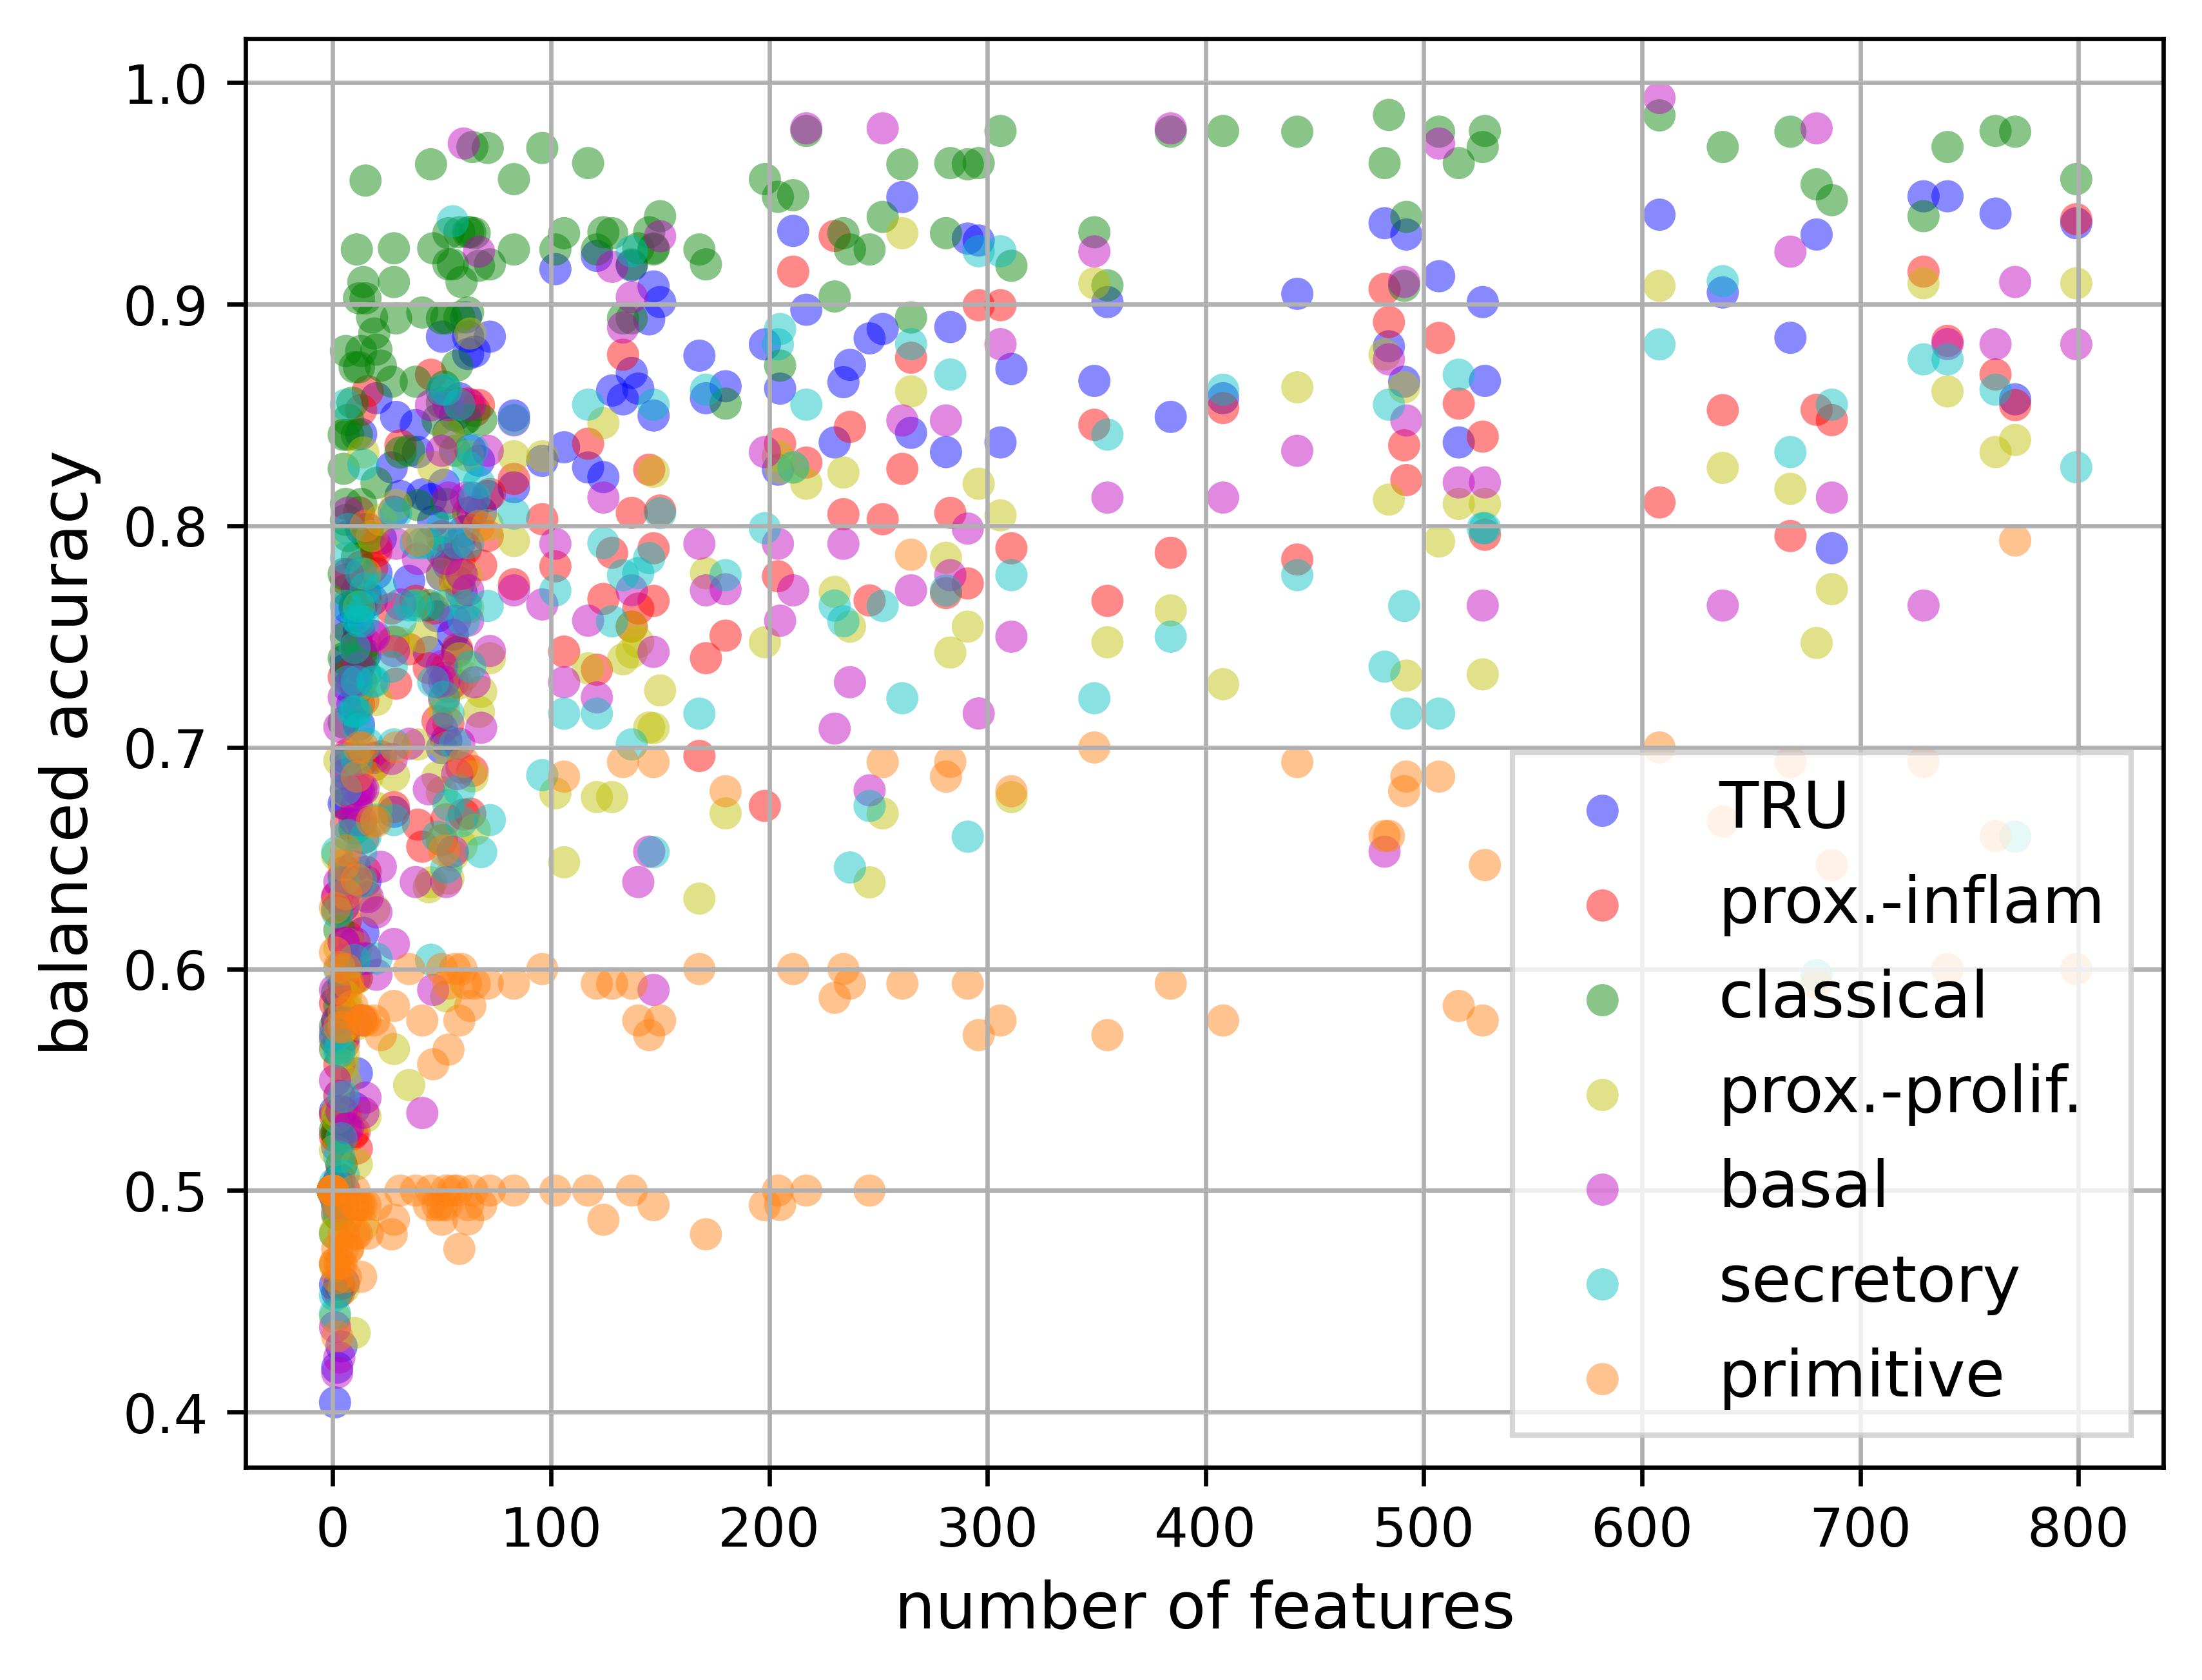 1.0
0.9
0.8
0.7
0.6
0.5
0.4
balanced accuracy
TRU
prox.-inflam
classical
prox.-prolif.
basal
secretory
primitive
0 100 200 300 400 500 600 700 800
number of features